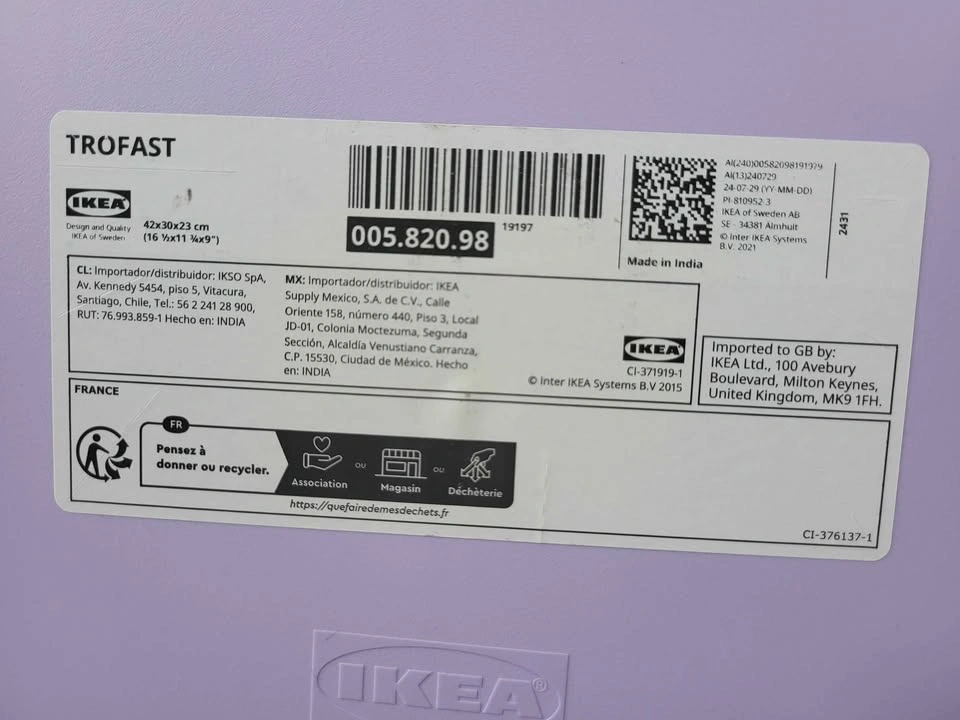 TROFAST
IKEA
Design and Quality
IKEA of Sweden
42x30x23 cm
(16 ½x11 ¾x9")
005.820.98
19197
AI(240)00582098191979
AI(13)240729
24-07-29 (YY-MM-DD)
PI-810952-3
IKEA of Sweden AB
SE - 34381 Älmhult
© Inter IKEA Systems
B.V. 2021
2431
Made in India
CL: Importador/distribuidor: IKSO SpA,
Av. Kennedy 5454, piso 5, Vitacura,
Santiago, Chile, Tel.: 56 2 241 28 900,
RUT: 76.993.859-1 Hecho en: INDIA
MX: Importador/distribuidor: IKEA
Supply Mexico, S.A. de C.V., Calle
Oriente 158, número 440, Piso 3, Local
JD-01, Colonia Moctezuma, Segunda
Sección, Alcaldía Venustiano Carranza,
C.P. 15530, Ciudad de México. Hecho
en: INDIA
IKEA
CI-371919-1
© Inter IKEA Systems B.V 2015
Imported to GB by:
IKEA Ltd., 100 Avebury
Boulevard, Milton Keynes,
United Kingdom, MK9 1FH.
FRANCE
FR
Pensez à
donner ou recycler.
Association
OU
Magasin
OU
Déchèterie
https://quefairedemesdechets.fr
CI-376137-1
IKEA®